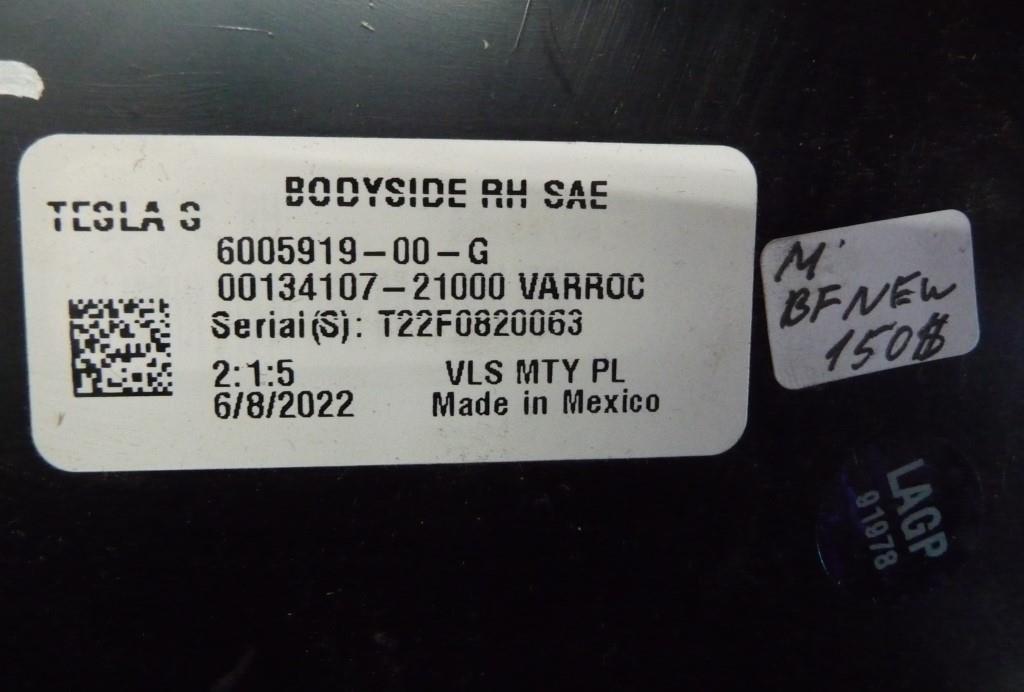 BODYSIDE RH SAE
TESLA S
6005919-00-G
00134107-21000 VARROC
Serial(S): T22F0820063
2:1:5 VLS MTY PL
6/8/2022 Made in Mexico
M'
BFNEW
150$
LAGP
91978